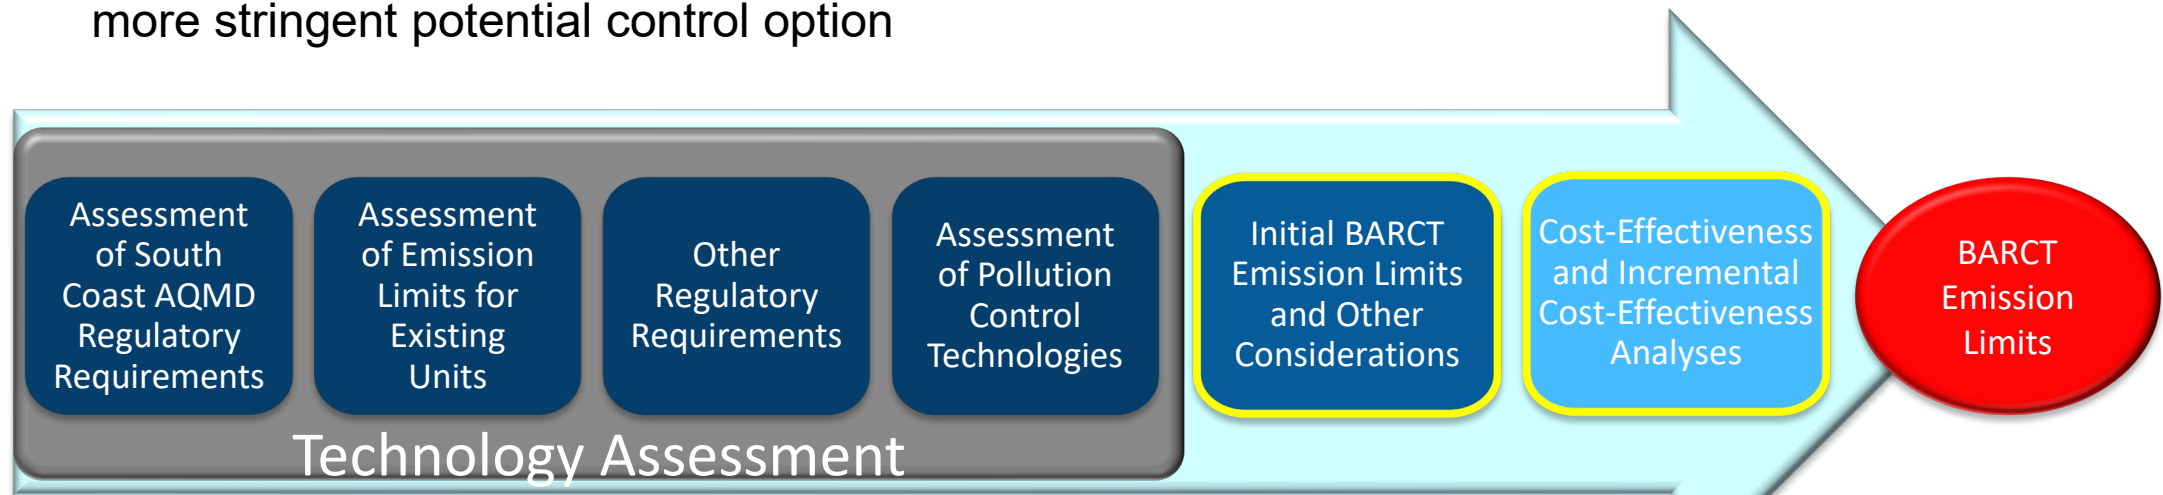 more stringent potential control option
Assessment
of South
Coast AQMD
Regulatory
Requirements
Assessment
of Emission
Limits for
Existing
Units
Other
Regulatory
Requirements
Assessment
of Pollution
Control
Technologies
Initial BARCT
Emission Limits
and Other
Considerations
Cost-Effectiveness
and Incremental
Cost-Effectiveness
Analyses
BARCT
Emission
Limits
Technology Assessment